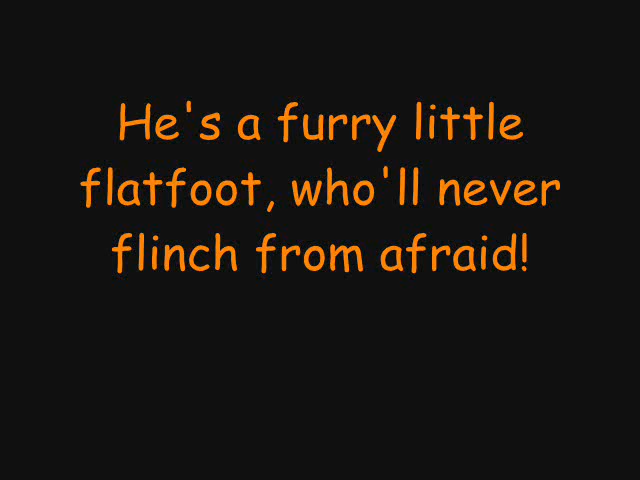 He's a furry little
flatfoot, who'll never
flinch from afraid!